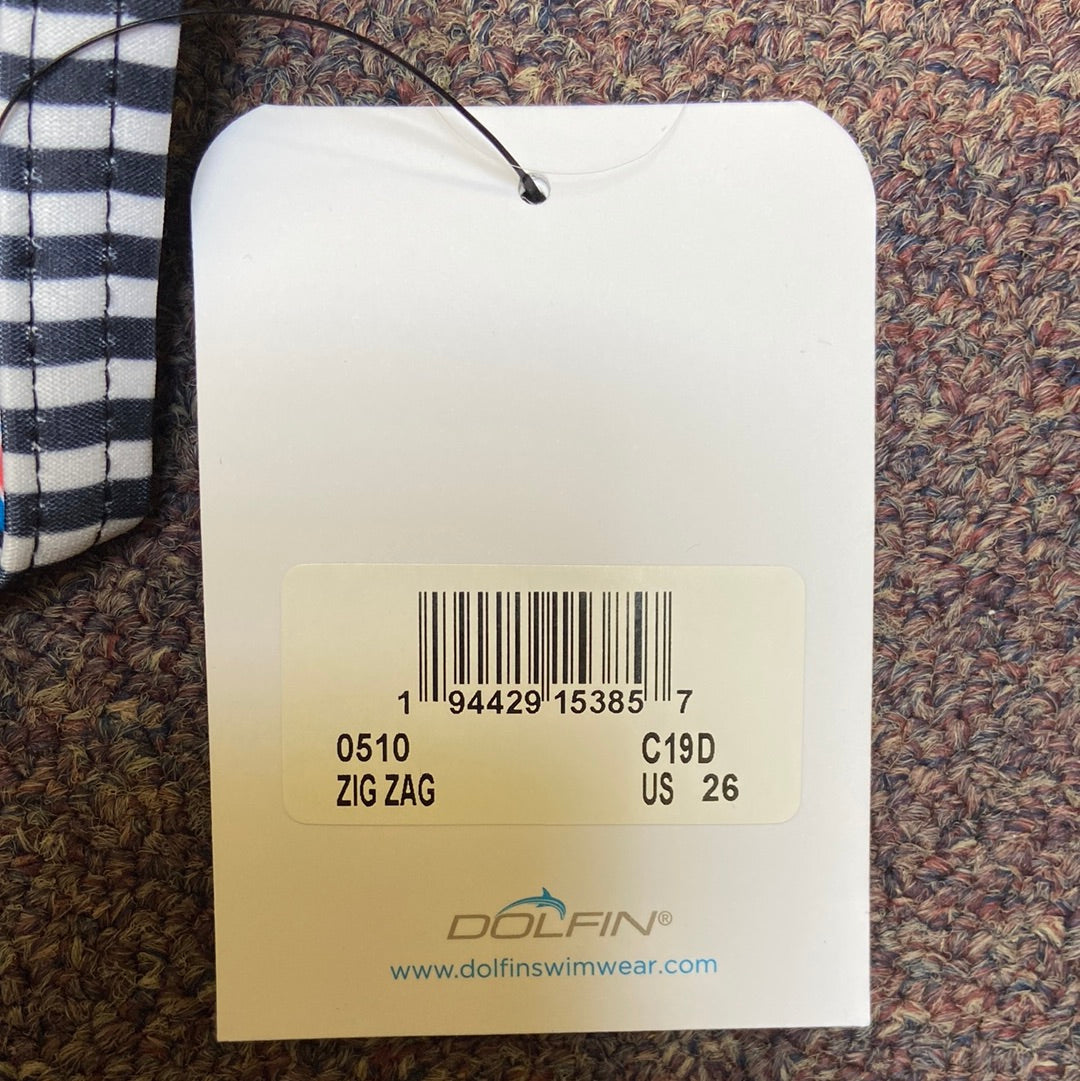 1 94429 15385 7
0510 C19D
ZIG ZAG US 26
DOLFIN®
www.dolfinswimwear.com